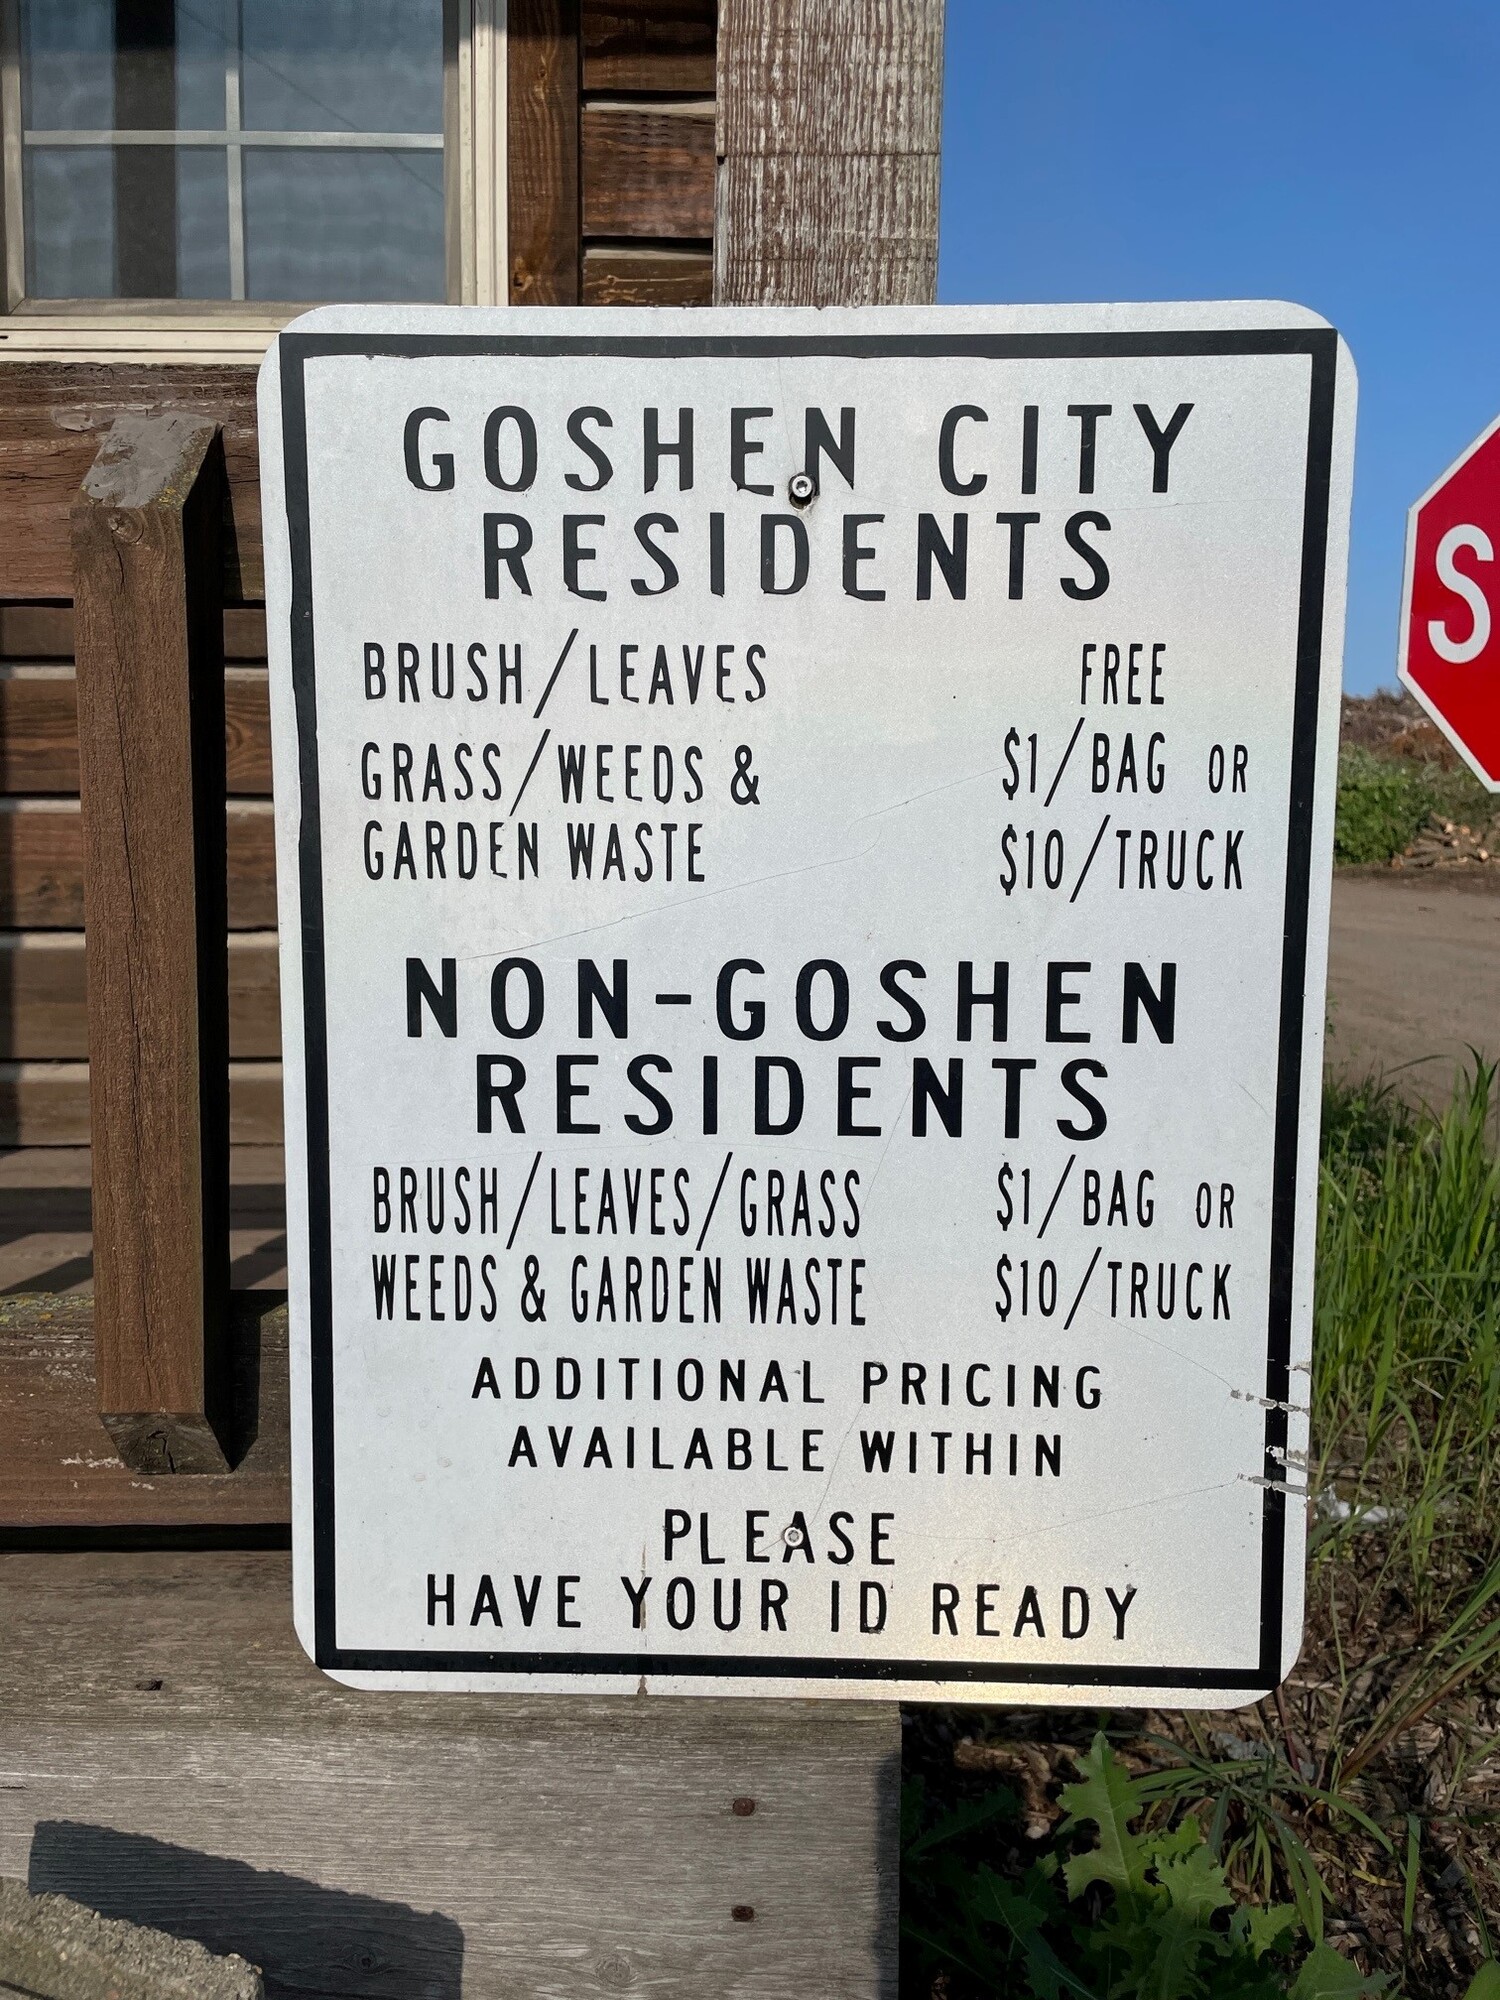 GOSHEN CITY
RESIDENTS
BRUSH/LEAVES FREE
GRASS/WEEDS & $1/BAG OR
GARDEN WASTE $10/TRUCK
NON-GOSHEN
RESIDENTS
BRUSH/LEAVES/GRASS $1/BAG OR
WEEDS & GARDEN WASTE $10/TRUCK
ADDITIONAL PRICING
AVAILABLE WITHIN
PLEASE
HAVE YOUR ID READY
S